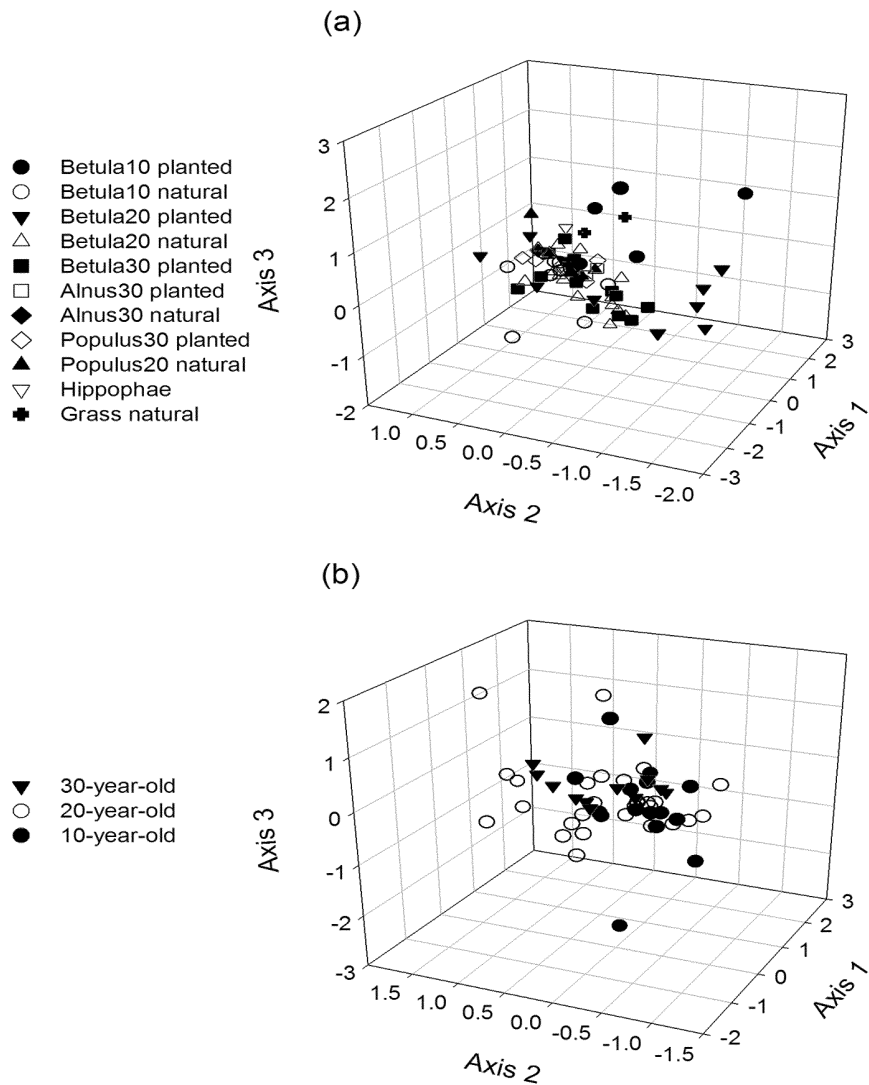 (a)
Betula10 planted
Betula10 natural
Betula20 planted
Betula20 natural
Betula30 planted
Alnus30 planted
Alnus30 natural
Populus30 planted
Populus20 natural
Hippophae
Grass natural
Axis 3
3
2
1
0
-1
-2
1.0 0.5 0.0 -0.5 -1.0 -1.5 -2.0
Axis 2
3
2
1
0
-1
-2
-3
Axis 1
(b)
30-year-old
20-year-old
10-year-old
Axis 3
2
1
0
-1
-2
-3
1.5 1.0 0.5 0.0 -0.5 -1.0 -1.5
Axis 2
3
2
1
0
-1
-2
Axis 1